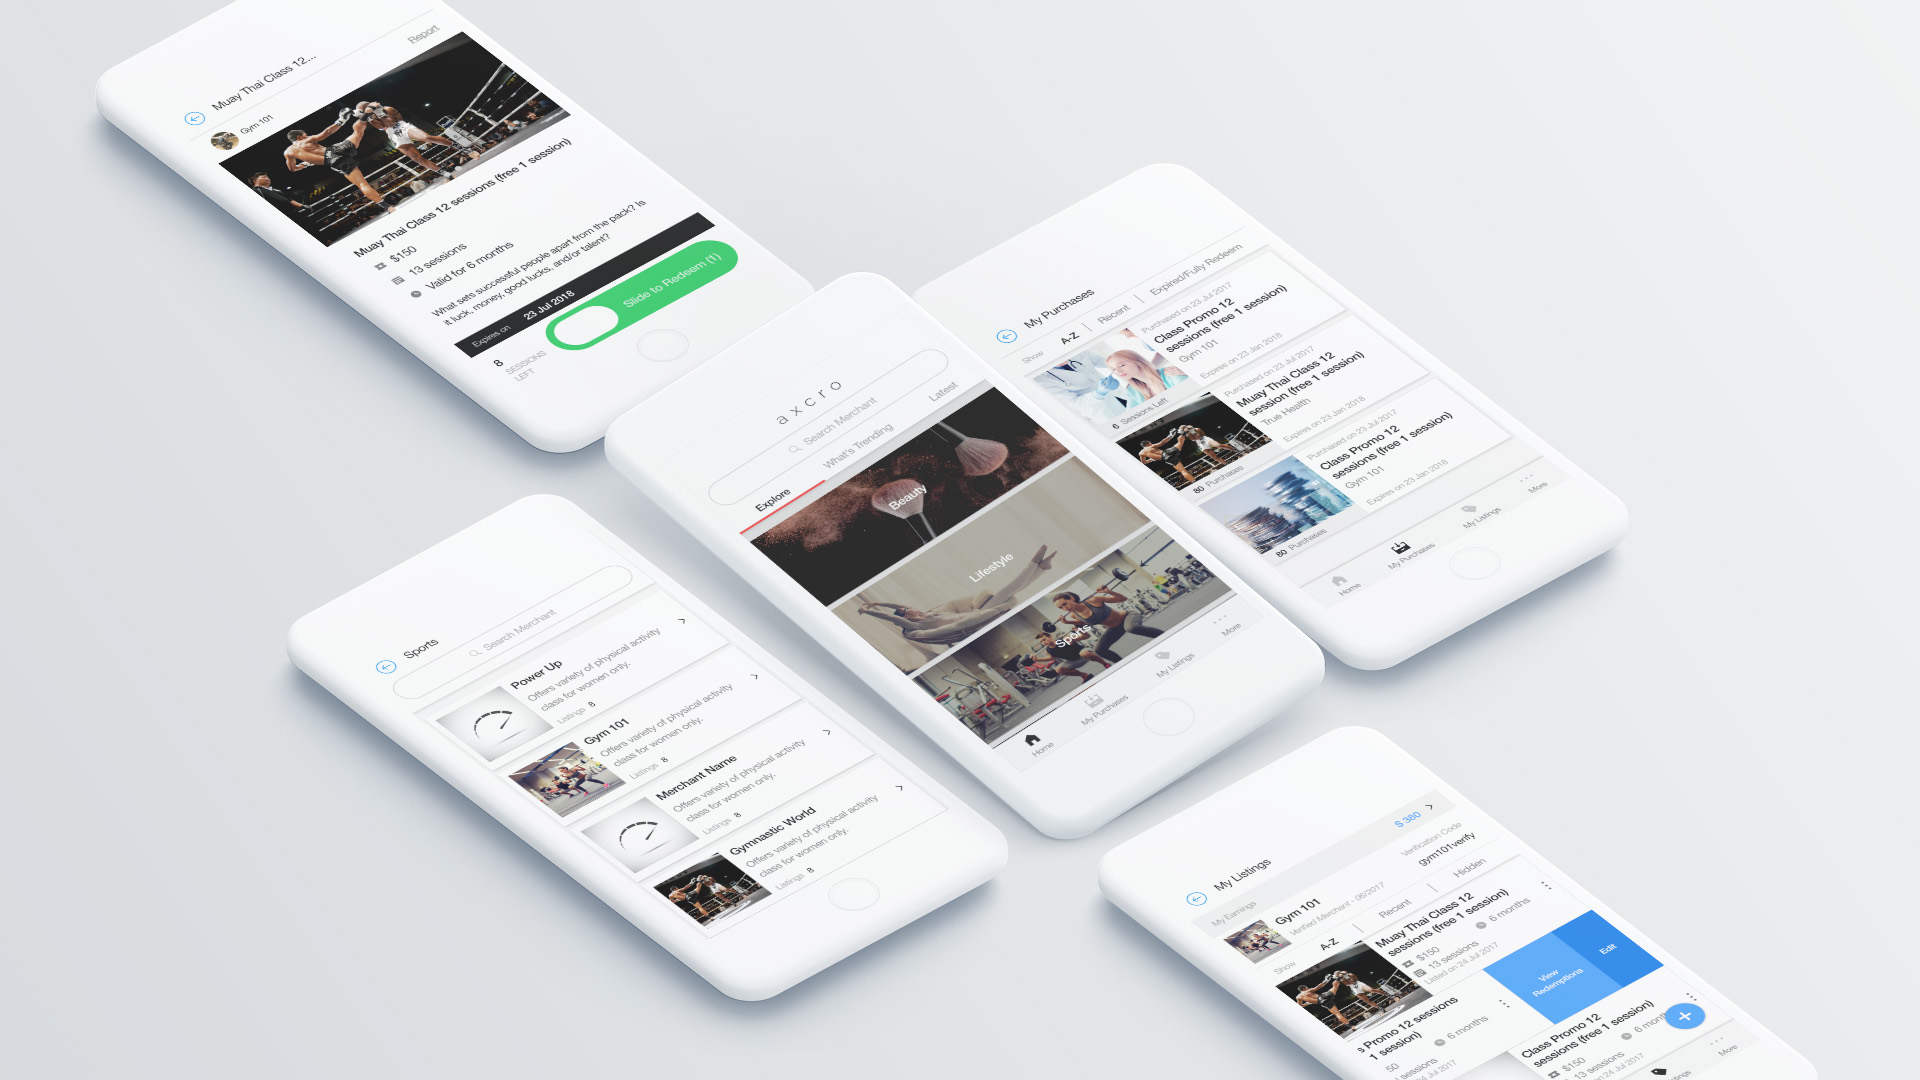 Muay Thai Class 12...
Report
Gym 101
Muay Thai Class 12 sessions (free 1 session)
$150
13 sessions
Valid for 6 months
What sets successful people apart from the pack? Is
it luck, money, good lucks, and/or talent?
Expires on 23 Jul 2018
8
SESSIONS
LEFT
Slide to Redeem (1)
My Purchases
Show A-Z | Recent | Expired/Fully Redeem
Purchased on 23 Jul 2017
Class Promo 12
sessions (free 1 session)
Gym 101
Expires on 23 Jan 2018
6 Sessions Left
Purchased on 23 Jul 2017
Muay Thai Class 12
sessions (free 1 session)
True Health
Expires on 23 Jan 2018
80 Purchases
Purchased on 23 Jul 2017
Class Promo 12
sessions (free 1 session)
Gym 101
Expires on 23 Jan 2018
80 Purchases
Home
My Purchases
My Listings
More
axcro
Search Merchant
Explore
What's Trending
Latest
Beauty
Lifestyle
Sports
Home
My Purchases
My Listings
More
Sports
Search Merchant
Power Up
Offers variety of physical activity
class for women only.
Listings 8
Gym 101
Offers variety of physical activity
class for women only.
Listings 8
Merchant Name
Offers variety of physical activity
class for women only.
Listings 8
Gymnastic World
Offers variety of physical activity
class for women only.
Listings 8
My Listings
My Earnings
$ 380
Gym 101
Verified Merchant - 06/2017
Verification Code
gym101verify
Show A-Z | Recent | Hidden
Muay Thai Class 12
sessions (free 1 session)
$150
13 sessions
6 months
Listed on 24 Jul 2017
s Promo 12 sessions
1 session)
50
sessions
6 months
24 Jul 2017
View
Redemptions
Edit
Class Promo 12
sessions (free 1 session)
$150
13 sessions
6 month
on 24 Jul 2017
More